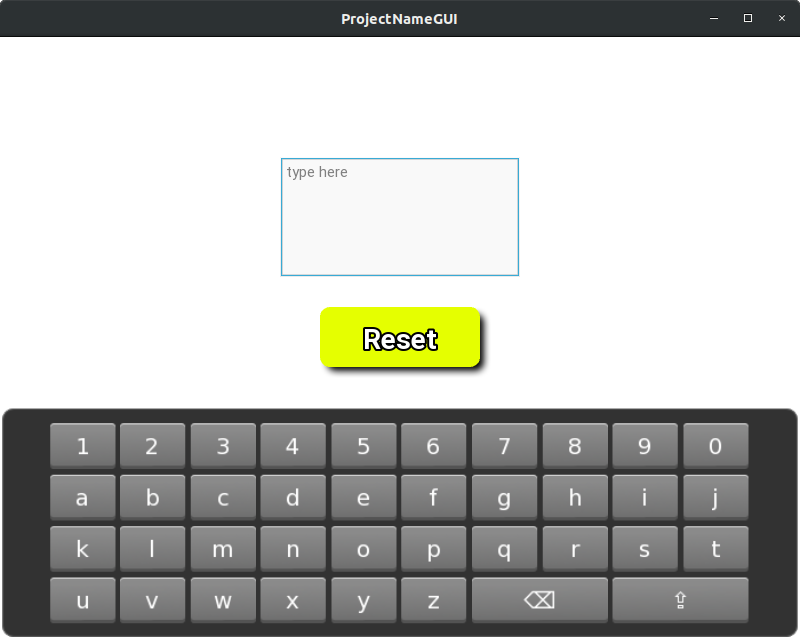 ProjectNameGUI
type here
Reset
1 2 3 4 5 6 7 8 9 0
a b c d e f g h i j
k l m n o p q r s t
u v w x y z ⌫ ⇪